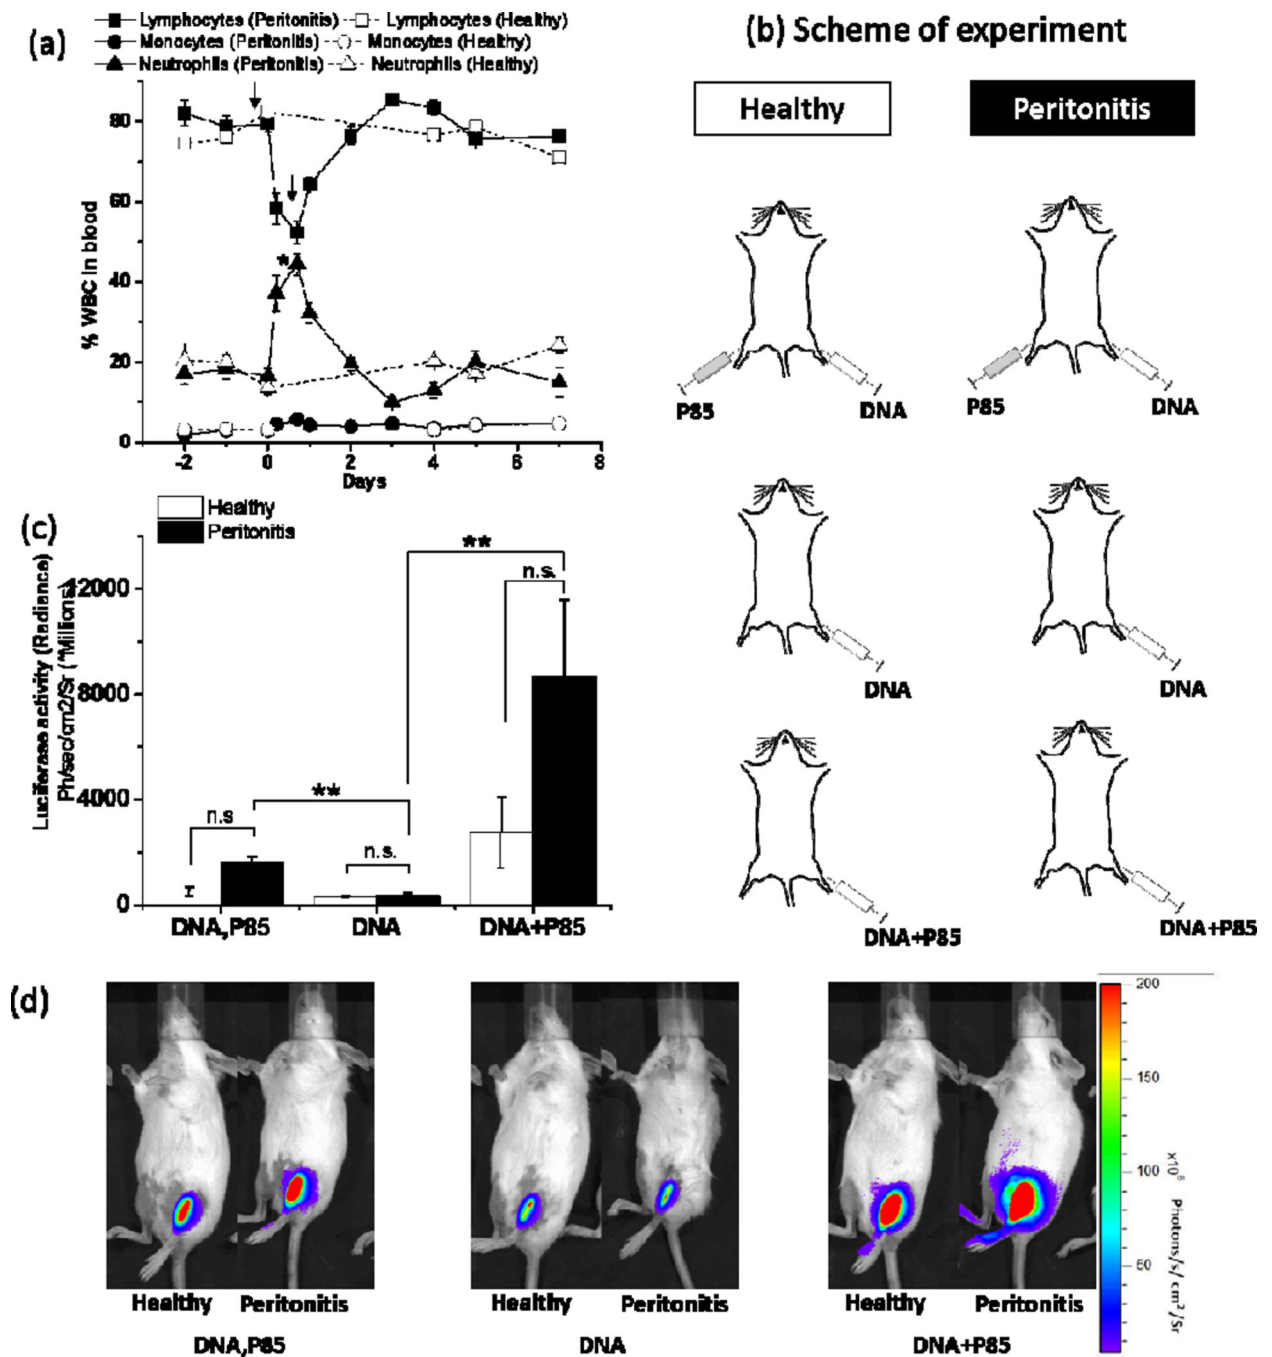 (a)
Lymphocytes (Peritonitis) Lymphocytes (Healthy)
Monocytes (Peritonitis) Monocytes (Healthy)
Neutrophils (Peritonitis) Neutrophils (Healthy)
% WBC in blood
80
60
40
20
0
*
-2 0 2 4 6 8
Days
(b) Scheme of experiment
Healthy Peritonitis
P85 DNA P85 DNA
DNA DNA
DNA+P85 DNA+P85
(c)
Healthy
Peritonitis
Luciferase activity (Radiance)
Ph/sec/cm2/Sr (*Millions)
12000
8000
4000
0
**
n.s.
**
n.s
n.s.
DNA,P85 DNA DNA+P85
(d)
200
150
100
50
x10⁶ Photons/s/cm²/Sr
Healthy Peritonitis Healthy Peritonitis Healthy Peritonitis
DNA,P85 DNA DNA+P85